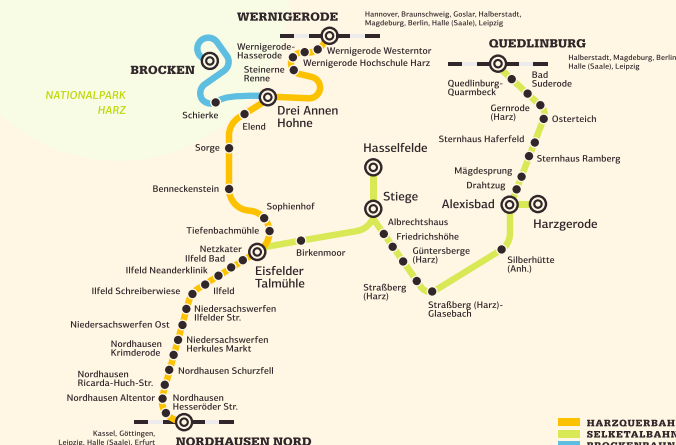 WERNIGERODE
Hannover, Braunschweig, Goslar, Halberstadt,
Magdeburg, Berlin, Halle (Saale), Leipzig
Wernigerode-
Hasserode
Wernigerode Westerntor
Wernigerode Hochschule Harz
Steinerne
Renne
BROCKEN
NATIONALPARK
HARZ
Schierke
Drei Annen
Hohne
Elend
Sorge
Benneckenstein
Sophienhof
Tiefenbachmühle
Netzkater
Ilfeld Bad
Ilfeld Neanderklinik
Ilfeld Schreiberwiese
Ilfeld
Eisfelder
Talmühle
Birkenmoor
Niedersachswerfen
Ilfelder Str.
Niedersachswerfen Ost
Niedersachswerfen
Herkules Markt
Nordhausen
Krimderode
Nordhausen Schurzfell
Nordhausen
Ricarda-Huch-Str.
Nordhausen Altentor
Nordhausen
Hesseröder Str.
Kassel, Göttingen,
Leipzig, Halle (Saale), Erfurt
NORDHAUSEN NORD
Hasselfelde
Stiege
Albrechtshaus
Friedrichshöhe
Güntersberge
(Harz)
Straßberg
(Harz)
Straßberg (Harz)-
Glasebach
Silberhütte
(Anh.)
Alexisbad
Harzgerode
Drahtzug
Mägdesprung
Sternhaus Ramberg
Sternhaus Haferfeld
Osterteich
Gernrode
(Harz)
Bad
Suderode
Quedlinburg-
Quarmbeck
QUEDLINBURG
Halberstadt, Magdeburg, Berlin
Halle (Saale), Leipzig
HARZQUERBAH
SELKETALBAHN
BROCKENBAHN